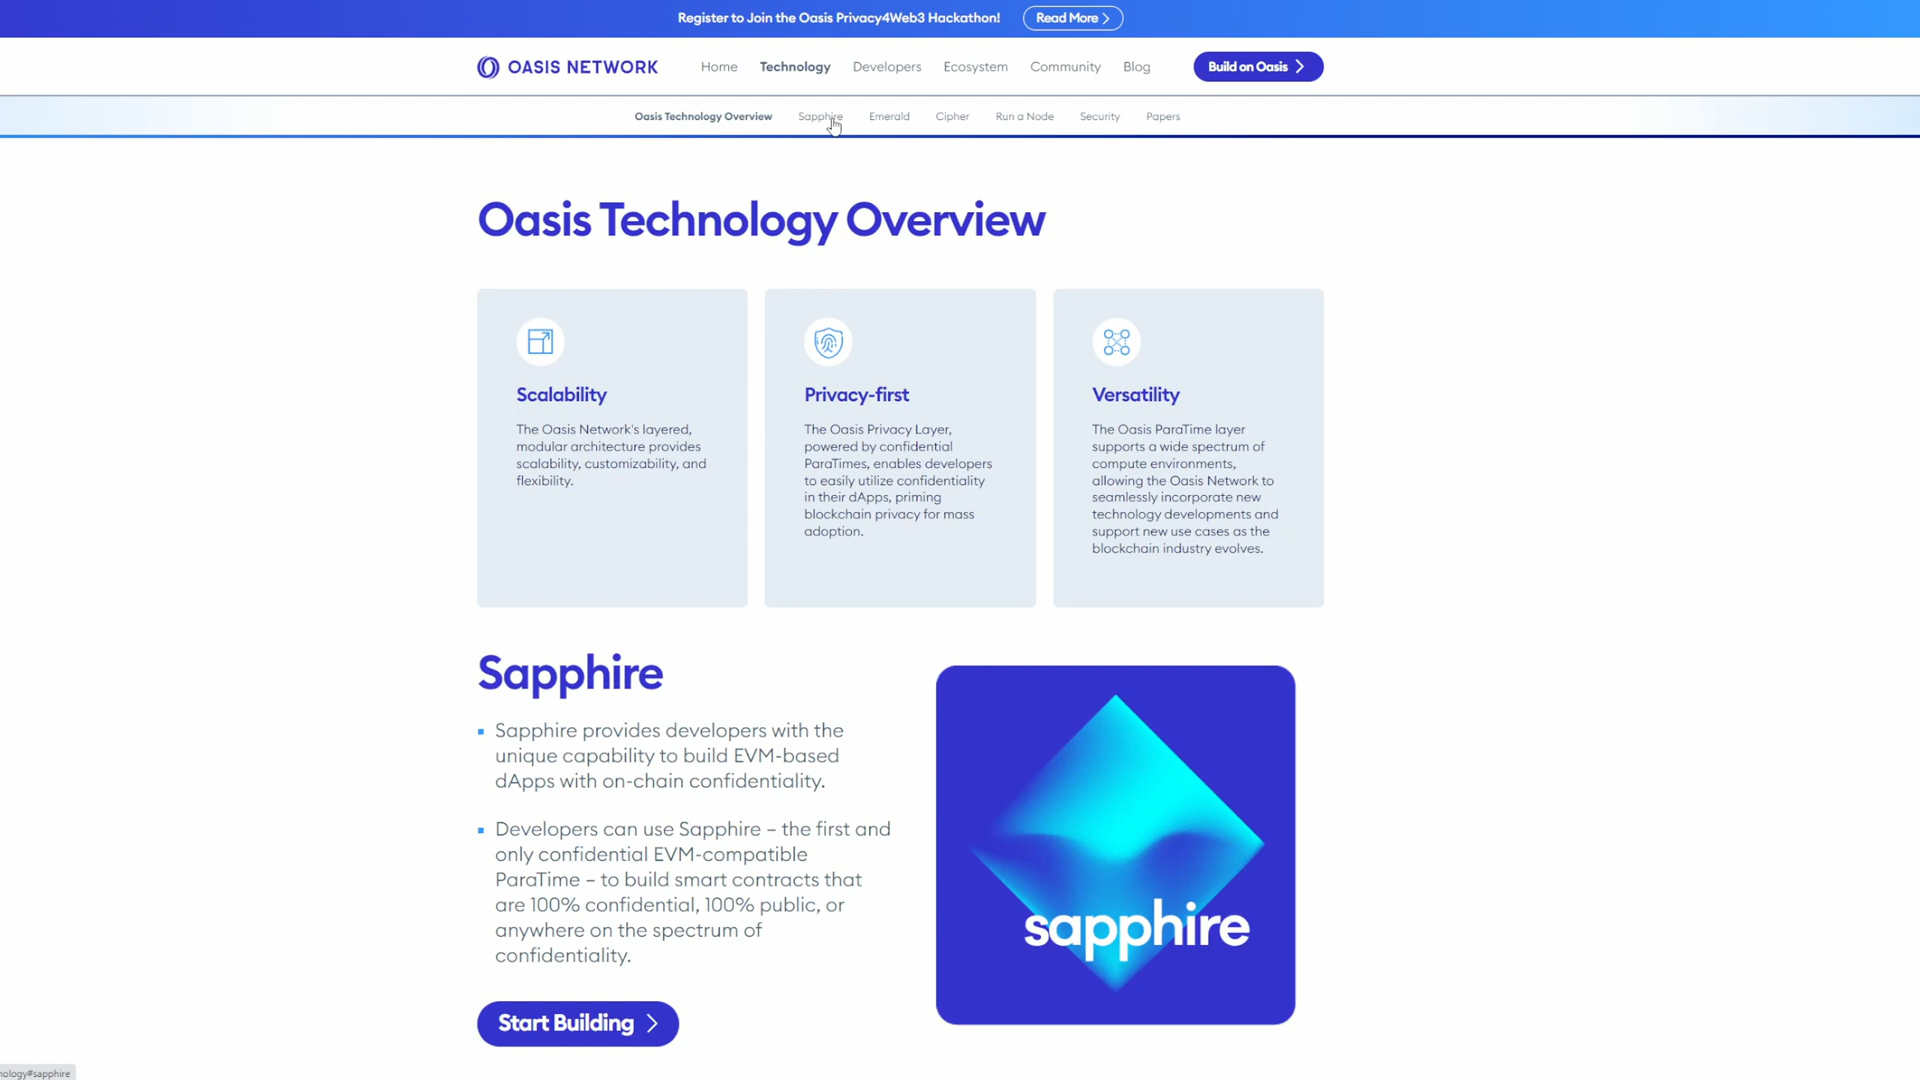 Register to Join the Oasis Privacy4Web3 Hackathon!
Read More
OASIS NETWORK
Home
Technology
Developers
Ecosystem
Community
Blog
Build on Oasis
Oasis Technology Overview
Sapphire
Emerald
Cipher
Run a Node
Security
Papers
Oasis Technology Overview
Scalability
The Oasis Network's layered,
modular architecture provides
scalability, customizability, and
flexibility.
Privacy-first
The Oasis Privacy Layer,
powered by confidential
ParaTimes, enables developers
to easily utilize confidentiality
in their dApps, priming
blockchain privacy for mass
adoption.
Versatility
The Oasis ParaTime layer
supports a wide spectrum of
compute environments,
allowing the Oasis Network to
seamlessly incorporate new
technology developments and
support new use cases as the
blockchain industry evolves.
Sapphire
Sapphire provides developers with the
unique capability to build EVM-based
dApps with on-chain confidentiality.
Developers can use Sapphire – the first and
only confidential EVM-compatible
ParaTime – to build smart contracts that
are 100% confidential, 100% public, or
anywhere on the spectrum of
confidentiality.
sapphire
Start Building
nology#sapphire